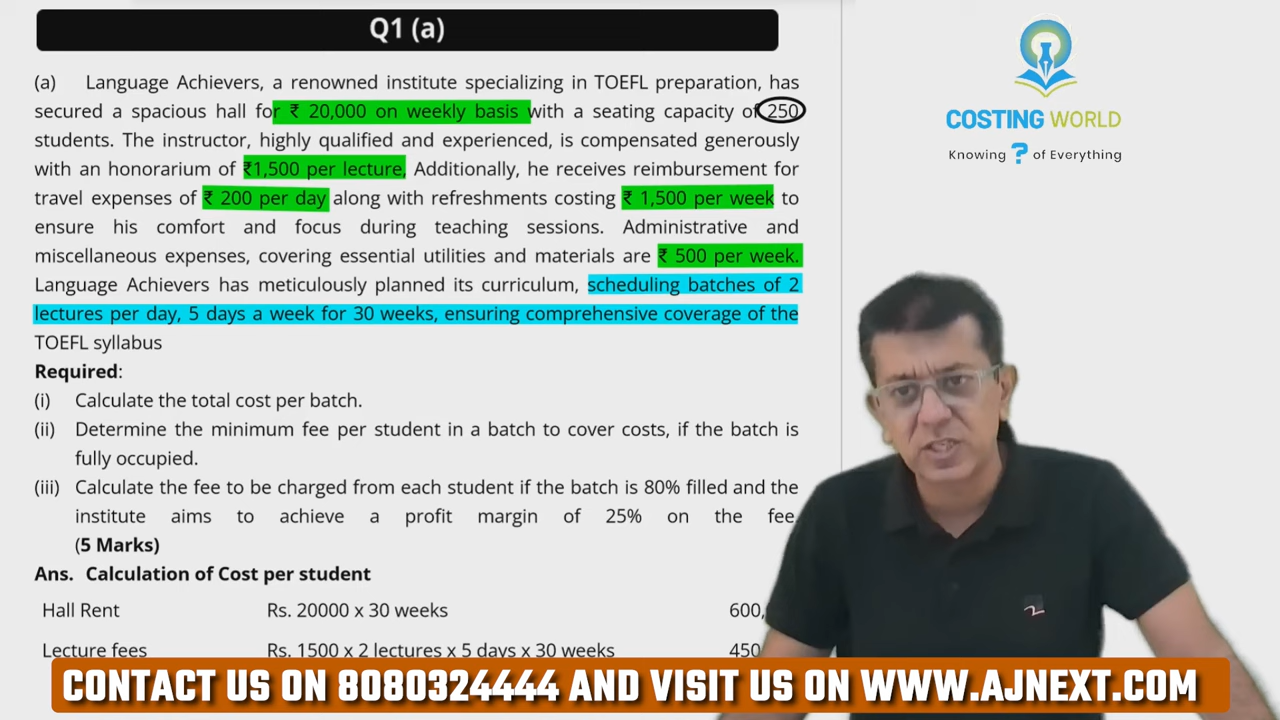 Q1 (a)
(a) Language Achievers, a renowned institute specializing in TOEFL preparation, has
secured a spacious hall for ₹ 20,000 on weekly basis with a seating capacity of 250
students. The instructor, highly qualified and experienced, is compensated generously
with an honorarium of ₹1,500 per lecture. Additionally, he receives reimbursement for
travel expenses of ₹ 200 per day along with refreshments costing ₹ 1,500 per week to
ensure his comfort and focus during teaching sessions. Administrative and
miscellaneous expenses, covering essential utilities and materials are ₹ 500 per week.
Language Achievers has meticulously planned its curriculum, scheduling batches of 2
lectures per day, 5 days a week for 30 weeks, ensuring comprehensive coverage of the
TOEFL syllabus
Required:
(i) Calculate the total cost per batch.
(ii) Determine the minimum fee per student in a batch to cover costs, if the batch is
fully occupied.
(iii) Calculate the fee to be charged from each student if the batch is 80% filled and the
institute aims to achieve a profit margin of 25% on the fee.
(5 Marks)
Ans. Calculation of Cost per student
Hall Rent Rs. 20000 x 30 weeks 600,
Lecture fees Rs. 1500 x 2 lectures x 5 days x 30 weeks 450
COSTING WORLD
Knowing ? of Everything
CONTACT US ON 8080324444 AND VISIT US ON WWW.AJNEXT.COM